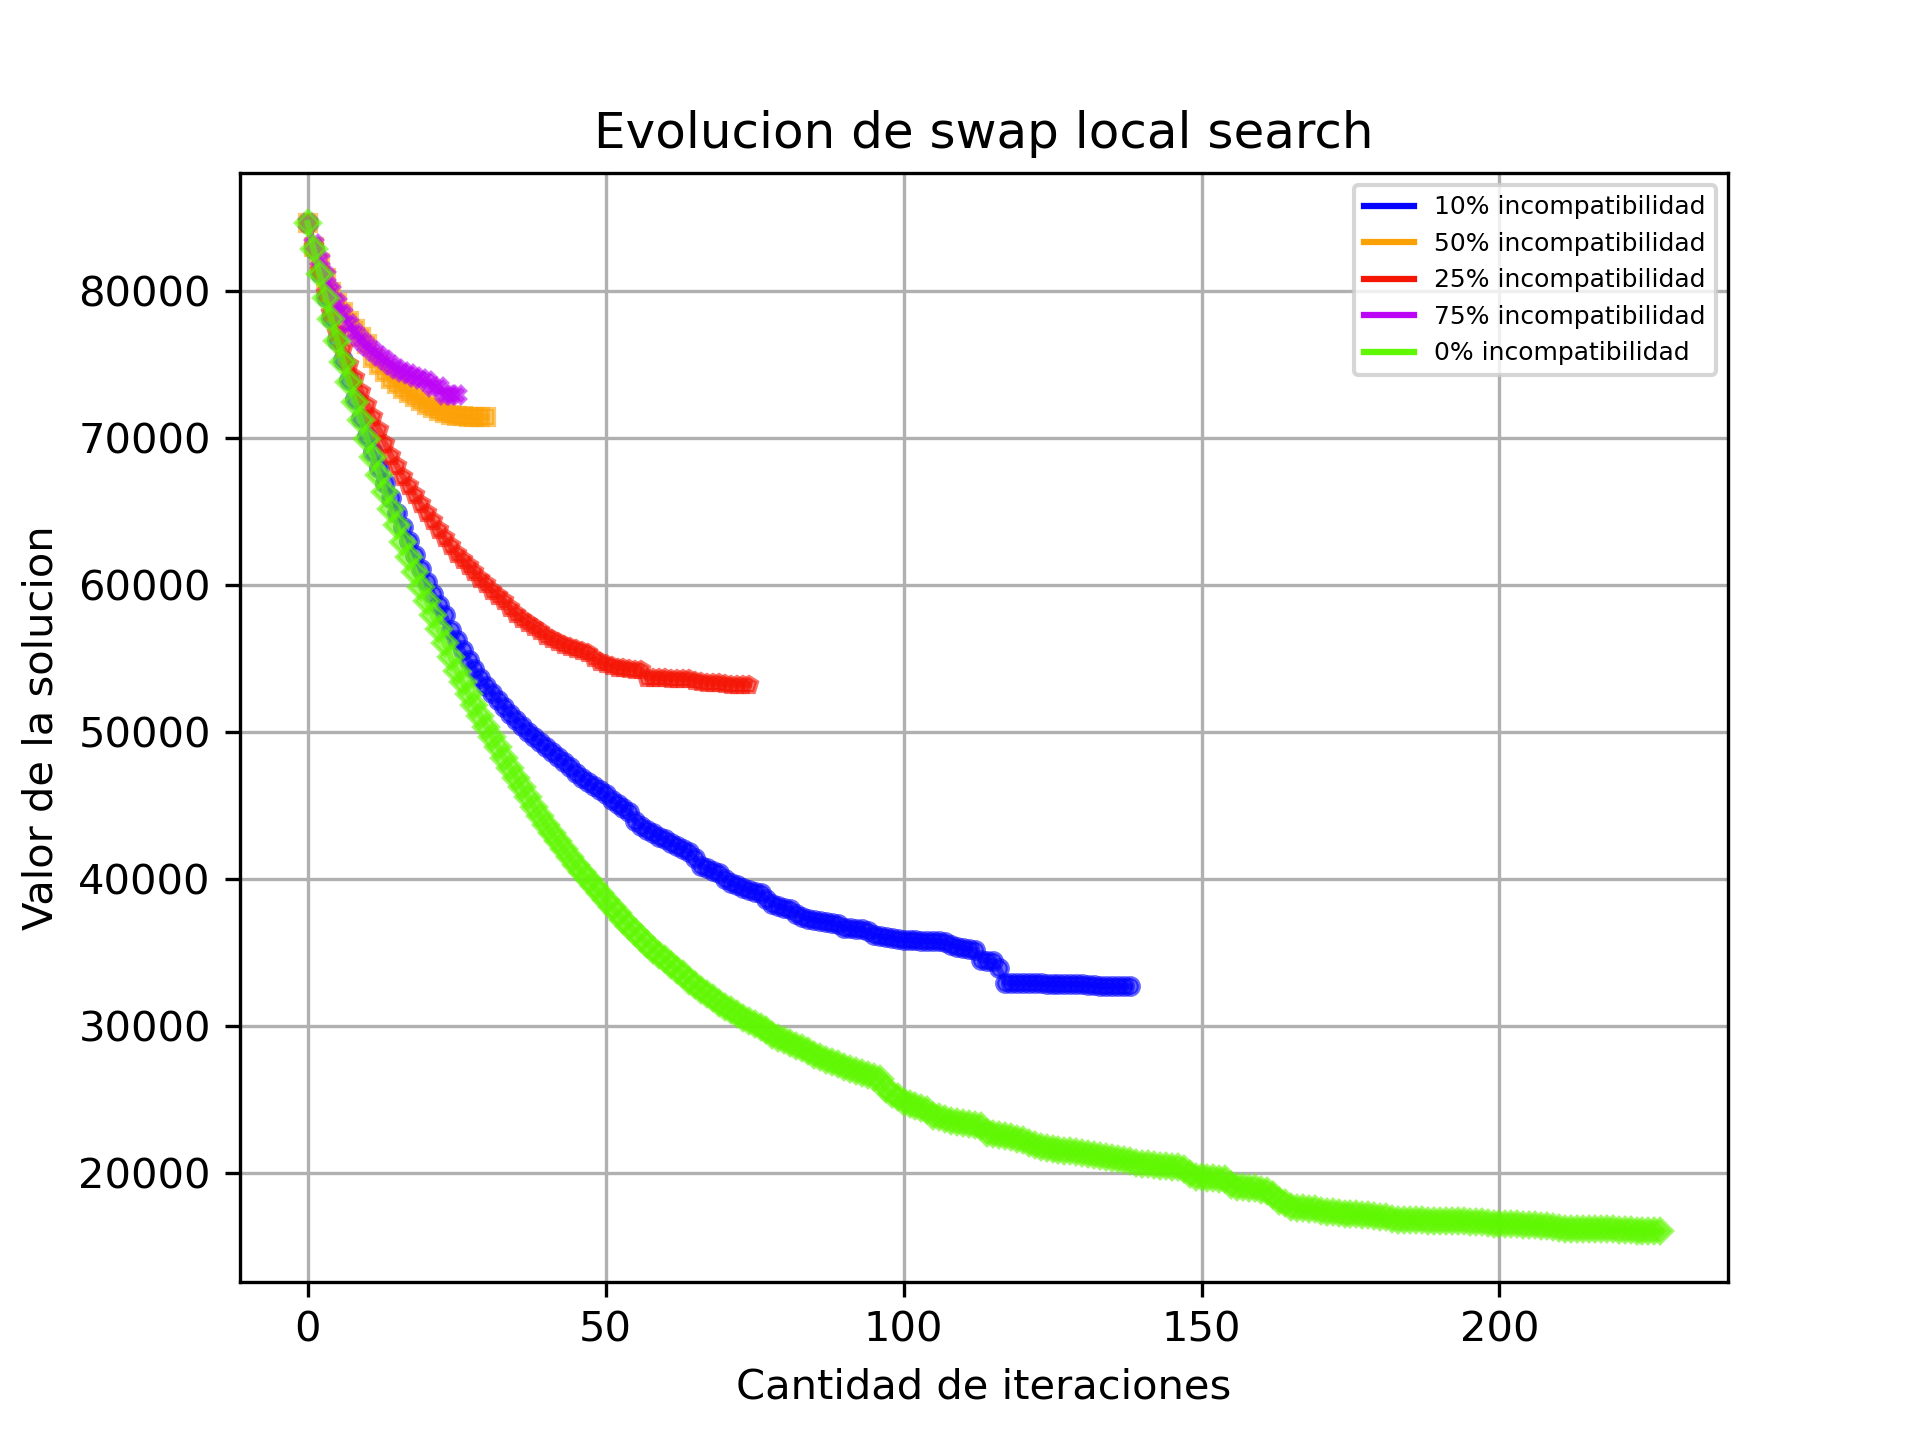 Evolucion de swap local search
10% incompatibilidad
50% incompatibilidad
25% incompatibilidad
75% incompatibilidad
0% incompatibilidad
Valor de la solucion
80000
70000
60000
50000
40000
30000
20000
0 50 100 150 200
Cantidad de iteraciones